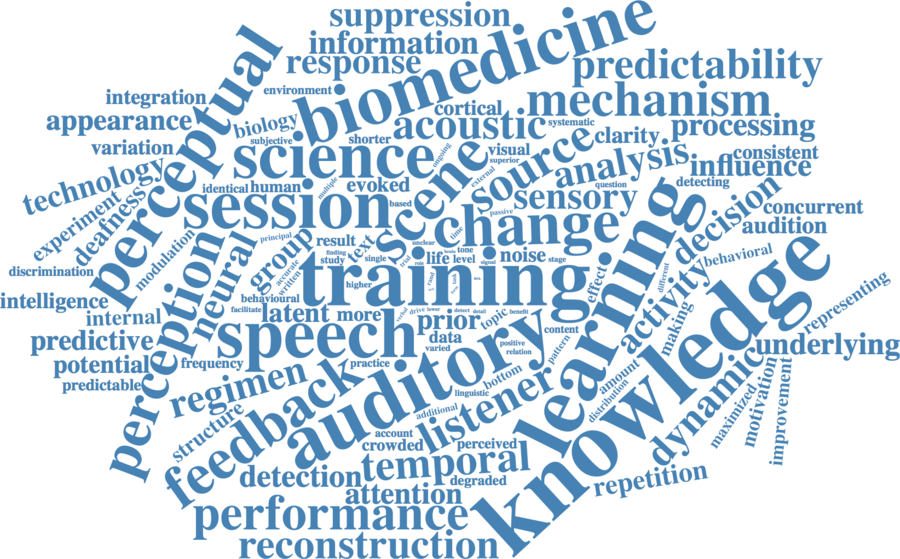 suppression
information
response
biomedicine
perceptual
predictability
environment
integration
appearance
variation
technology
biology
subjective
shorter
cortical
acoustic
mechanism
systematic
clarity
processing
science
visual
superior
ongoing
source
analysis
influence
consistent
experiment
deafness
identical
human
multiple
evoked
based
scene
external
sensory
question
detecting
concurrent
audition
session
passive
change
decision
discrimination
modulation
principal
group
result
finding
study
text
single
trial
unclear
time
life
level
tone
brain
signal
noise
stage
effect
behavioral
intelligence
internal
perception
neural
accurate
written
higher
training
learning
different
activity
knowledge
representing
behavioural
facilitate
latent
more
verbal
drive
lower
detect
detail
benefit
topic
prior
predictive
potential
predictable
frequency
speech
data
varied
positive
relation
content
pattern
making
underlying
regimen
structure
feedback
practice
auditory
linguistic
bottom
listener
amount
distribution
dynamic
maximized
motivation
improvement
additional
account
crowded
perceived
detection
temporal
degraded
attention
repetition
performance
reconstruction